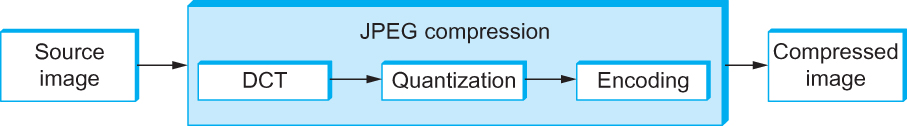 Source
image
JPEG compression
DCT
Quantization
Encoding
Compressed
image